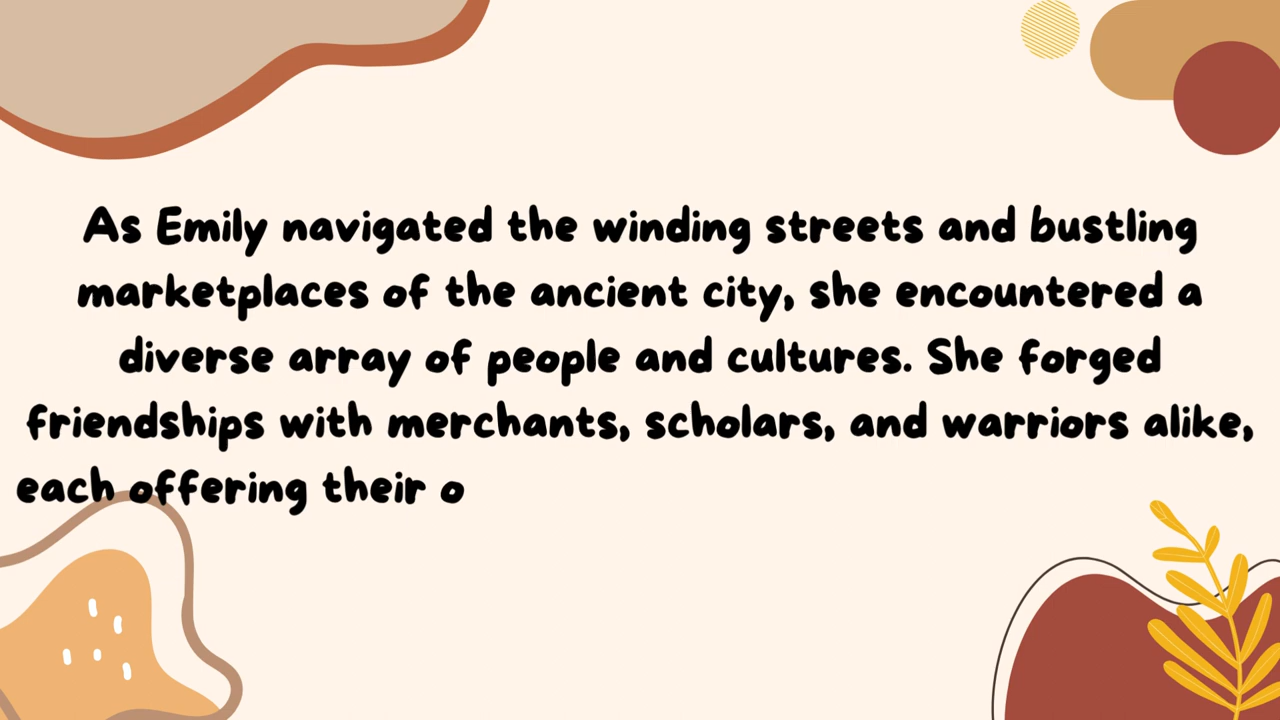 As Emily navigated the winding streets and bustling
marketplaces of the ancient city, she encountered a
diverse array of people and cultures. She forged
friendships with merchants, scholars, and warriors alike,
each offering their o